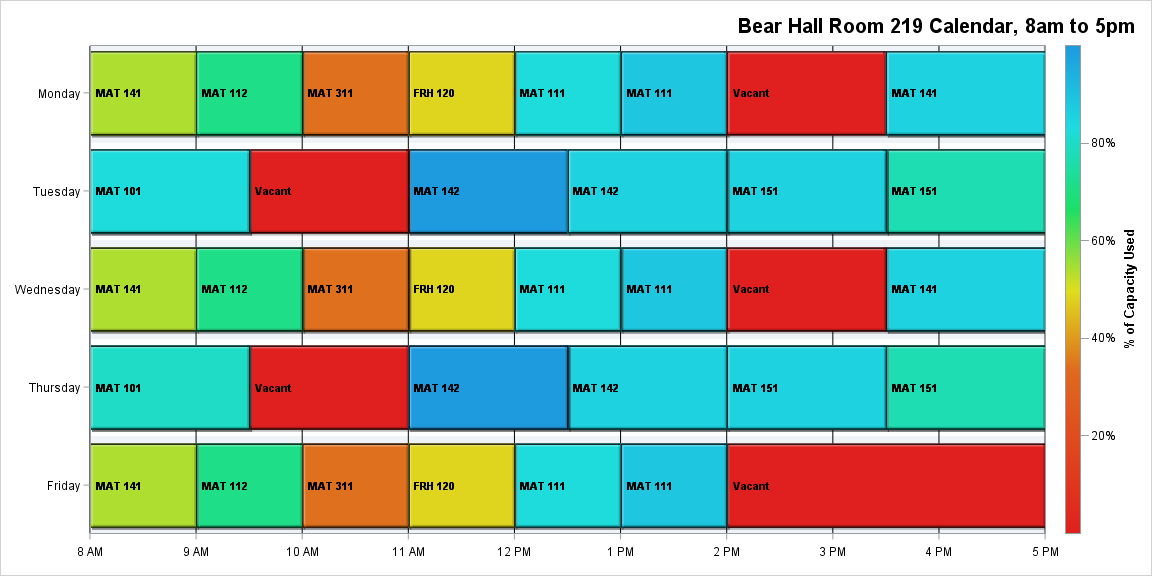 Bear Hall Room 219 Calendar, 8am to 5pm
Monday
MAT 141
MAT 112
MAT 311
FRH 120
MAT 111
MAT 111
Vacant
MAT 141
Tuesday
MAT 101
Vacant
MAT 142
MAT 142
MAT 151
MAT 151
Wednesday
MAT 141
MAT 112
MAT 311
FRH 120
MAT 111
MAT 111
Vacant
MAT 141
Thursday
MAT 101
Vacant
MAT 142
MAT 142
MAT 151
MAT 151
Friday
MAT 141
MAT 112
MAT 311
FRH 120
MAT 111
MAT 111
Vacant
8 AM
9 AM
10 AM
11 AM
12 PM
1 PM
2 PM
3 PM
4 PM
5 PM
80%
60%
40%
20%
% of Capacity Used